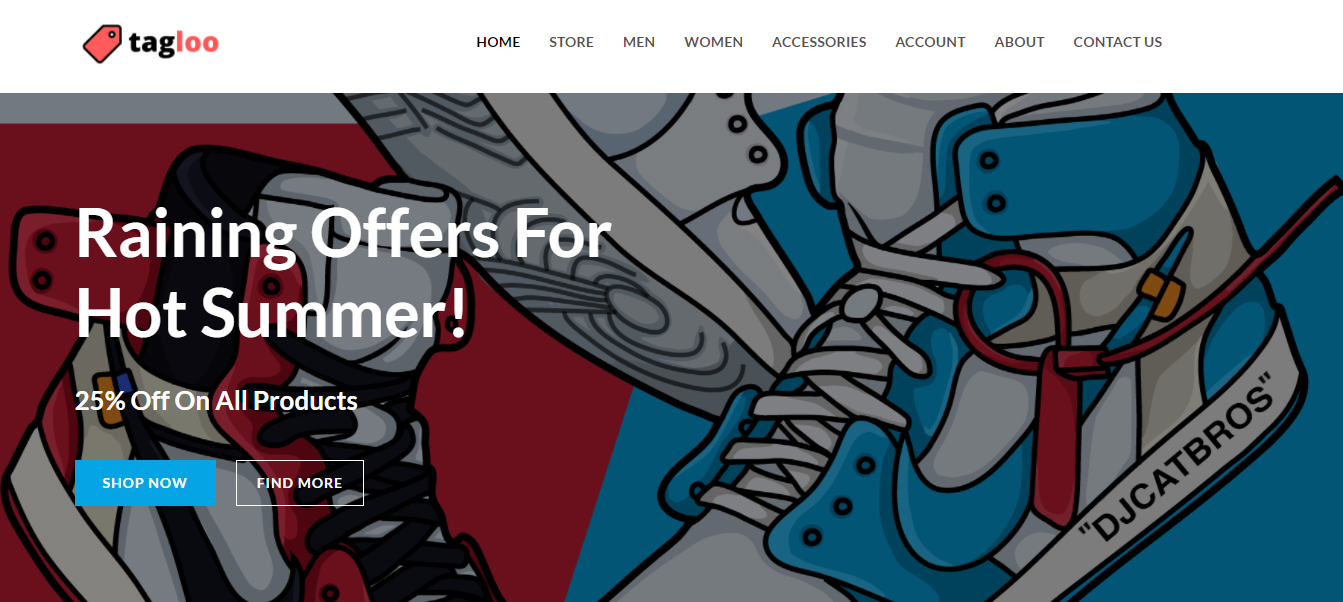 tagloo
HOME STORE MEN WOMEN ACCESSORIES ACCOUNT ABOUT CONTACT US
Raining Offers For
Hot Summer!
25% Off On All Products
SHOP NOW FIND MORE
"DJCATBROS"